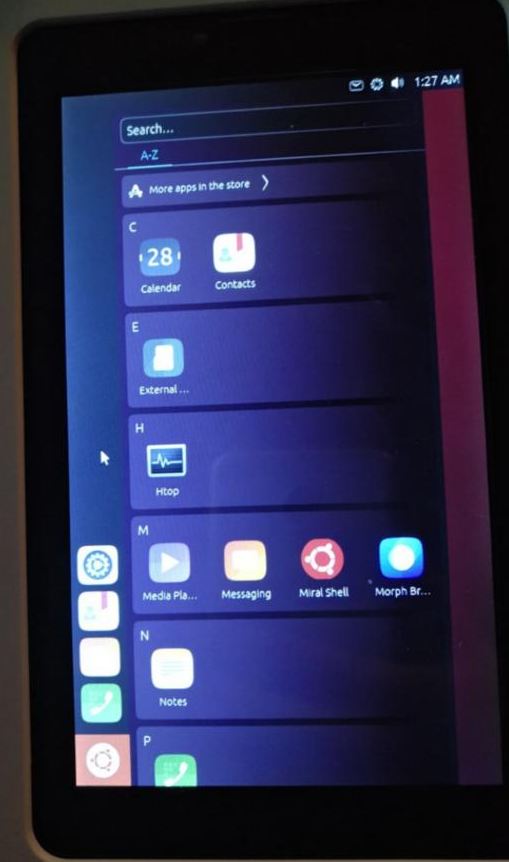 1:27 AM
Search...
A-Z
More apps in the store
C
28
Calendar
Contacts
E
External ...
H
Htop
M
Media Pla...
Messaging
Miral Shell
Morph Br...
N
Notes
P